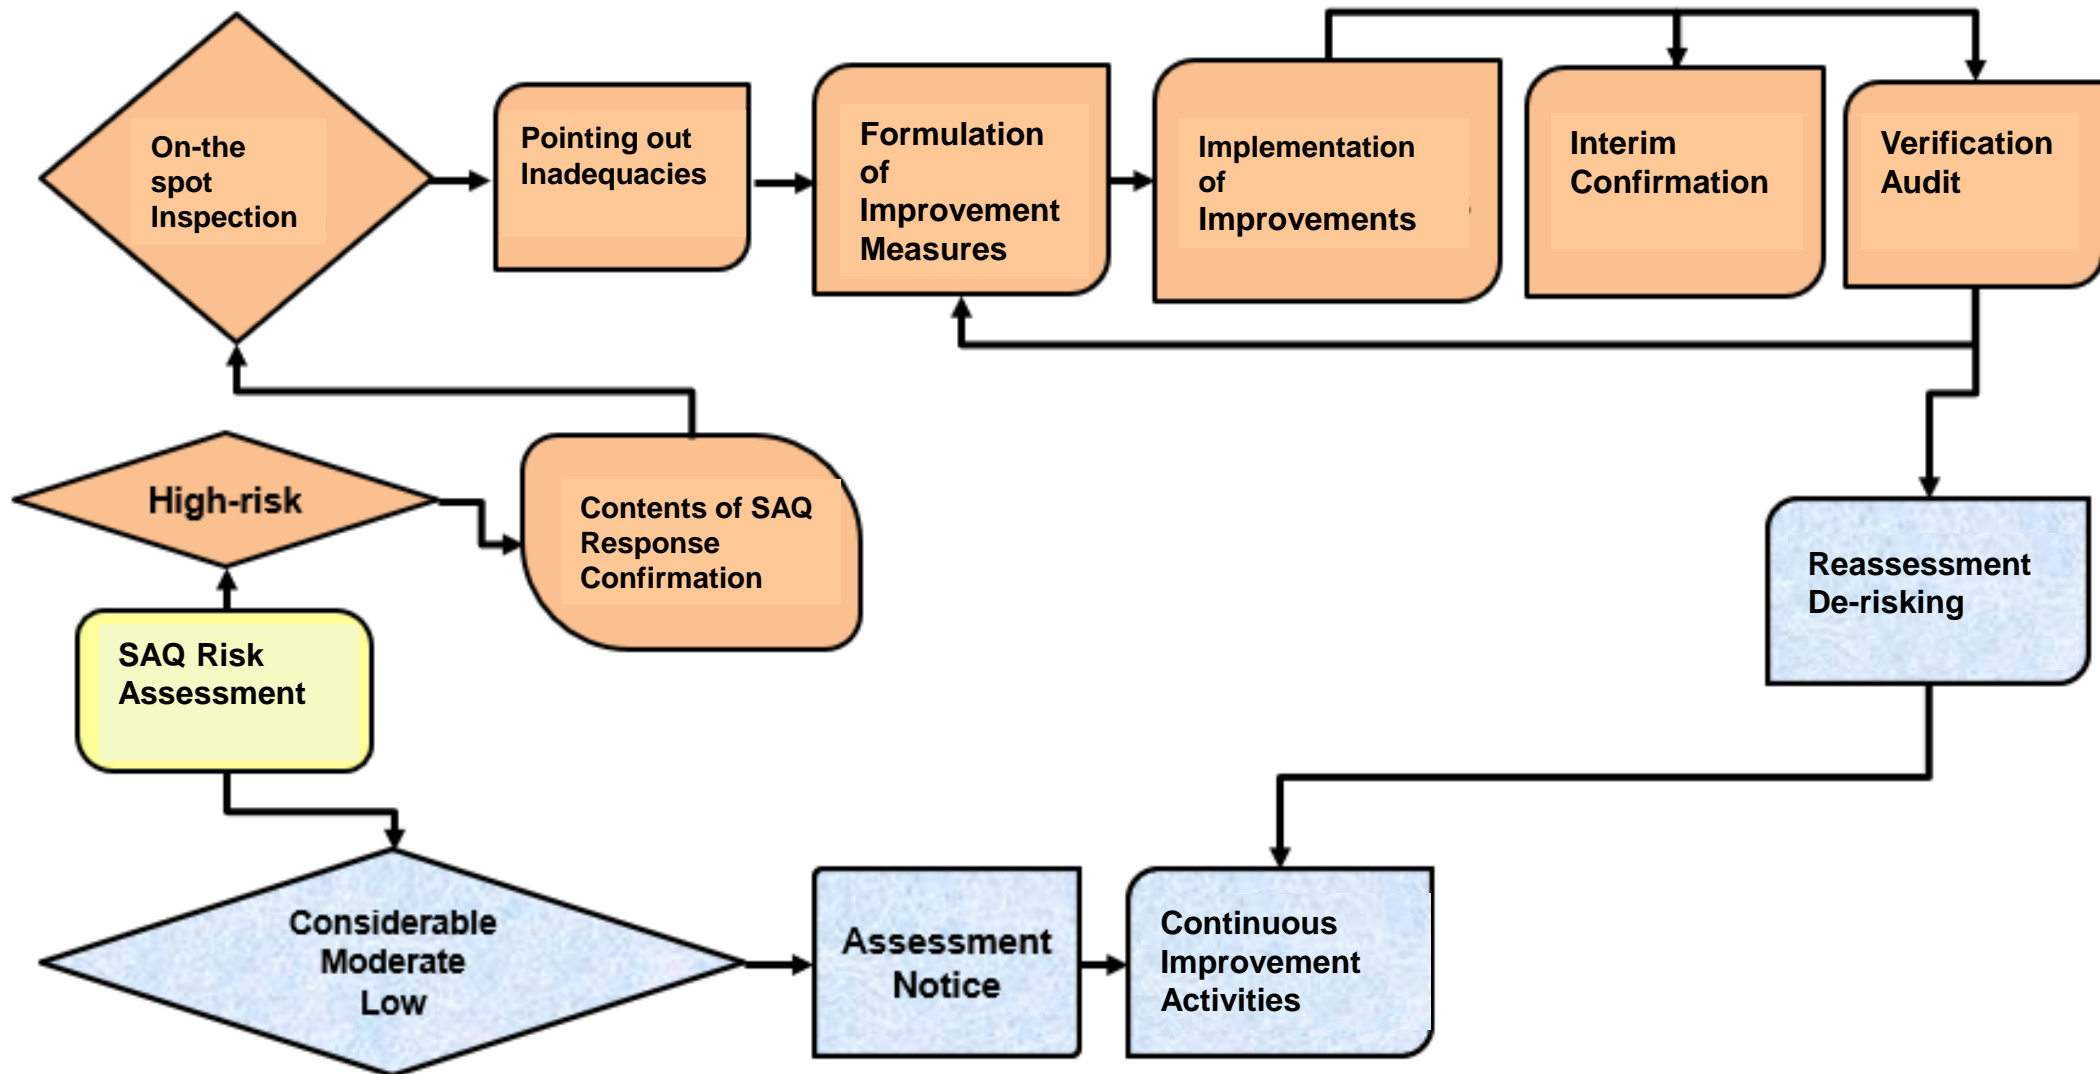 On-the
spot
Inspection
Pointing out
Inadequacies
Formulation
of
Improvement
Measures
Implementation
of
Improvements
Interim
Confirmation
Verification
Audit
High-risk
Contents of SAQ
Response
Confirmation
SAQ Risk
Assessment
Reassessment
De-risking
Considerable
Moderate
Low
Assessment
Notice
Continuous
Improvement
Activities